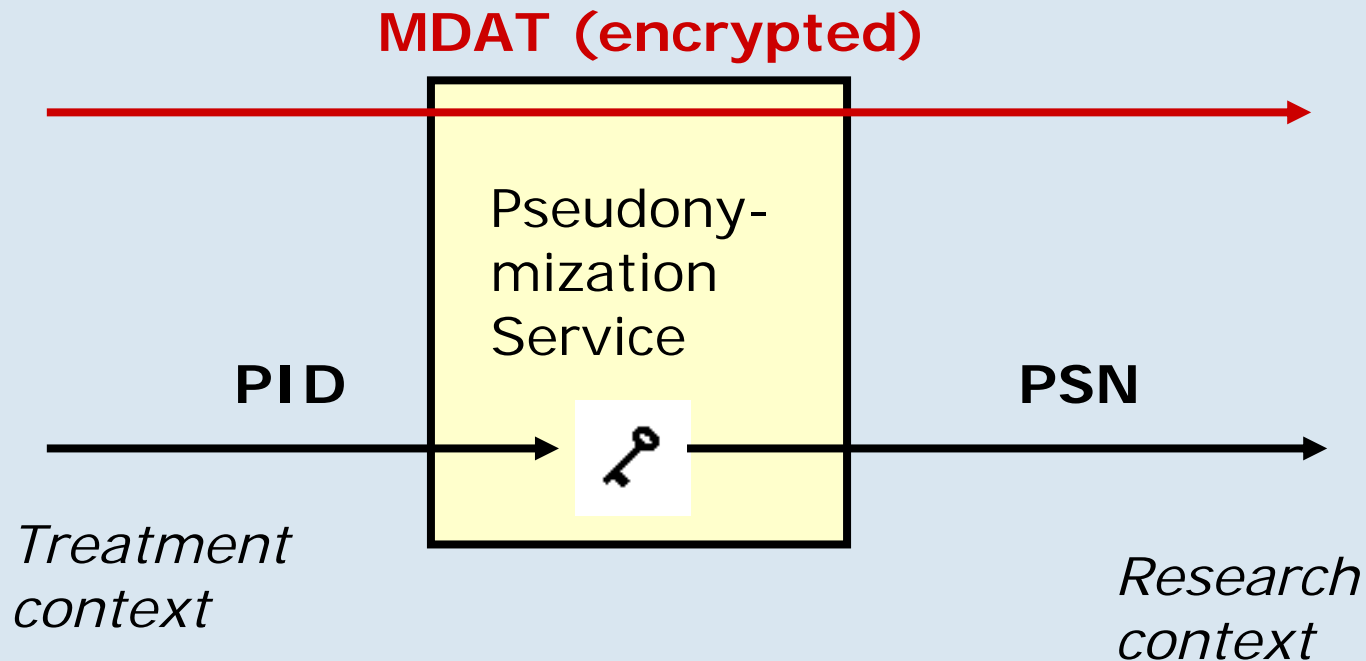 MDAT (encrypted)
Pseudony-
mization
Service
PID
PSN
Treatment
context
Research
context